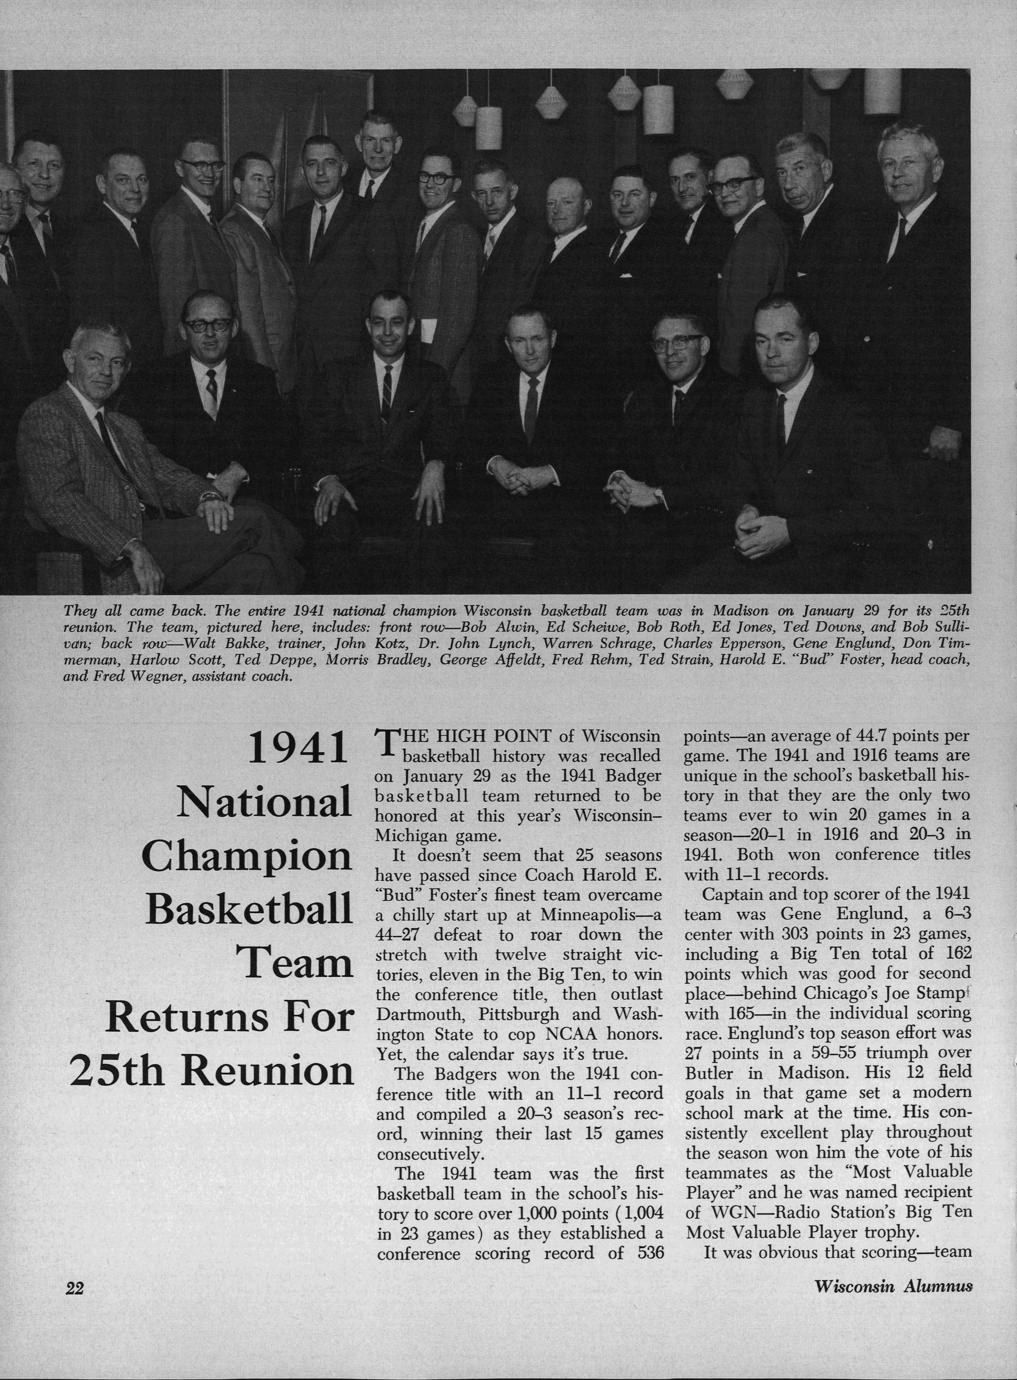 They all came back. The entire 1941 national champion Wisconsin basketball team was in Madison on January 29 for its 25th
reunion. The team, pictured here, includes: front row—Bob Alwin, Ed Scheiwe, Bob Roth, Ed Jones, Ted Downs, and Bob Sulli-
van; back row—Walt Bakke, trainer, John Kotz, Dr. John Lynch, Warren Schrage, Charles Epperson, Gene Englund, Don Tim-
merman, Harlow Scott, Ted Deppe, Morris Bradley, George Affeldt, Fred Rehm, Ted Strain, Harold E. "Bud" Foster, head coach,
and Fred Wegner, assistant coach.
1941
National
Champion
Basketball
Team
Returns For
25th Reunion
THE HIGH POINT of Wisconsin
basketball history was recalled
on January 29 as the 1941 Badger
basketball team returned to be
honored at this year's Wisconsin–
Michigan game.
It doesn't seem that 25 seasons
have passed since Coach Harold E.
"Bud" Foster's finest team overcame
a chilly start up at Minneapolis—a
44–27 defeat to roar down the
stretch with twelve straight vic-
tories, eleven in the Big Ten, to win
the conference title, then outlast
Dartmouth, Pittsburgh and Wash-
ington State to cop NCAA honors.
Yet, the calendar says it's true.
The Badgers won the 1941 con-
ference title with an 11–1 record
and compiled a 20–3 season's rec-
ord, winning their last 15 games
consecutively.
The 1941 team was the first
basketball team in the school's his-
tory to score over 1,000 points (1,004
in 23 games) as they established a
conference scoring record of 536
points—an average of 44.7 points per
game. The 1941 and 1916 teams are
unique in the school's basketball his-
tory in that they are the only two
teams ever to win 20 games in a
season—20–1 in 1916 and 20–3 in
1941. Both won conference titles
with 11–1 records.
Captain and top scorer of the 1941
team was Gene Englund, a 6–3
center with 303 points in 23 games,
including a Big Ten total of 162
points which was good for second
place—behind Chicago's Joe Stampf
with 165—in the individual scoring
race. Englund's top season effort was
27 points in a 59–55 triumph over
Butler in Madison. His 12 field
goals in that game set a modern
school mark at the time. His con-
sistently excellent play throughout
the season won him the vote of his
teammates as the "Most Valuable
Player" and he was named recipient
of WGN—Radio Station's Big Ten
Most Valuable Player trophy.
It was obvious that scoring—team
22
Wisconsin Alumnus